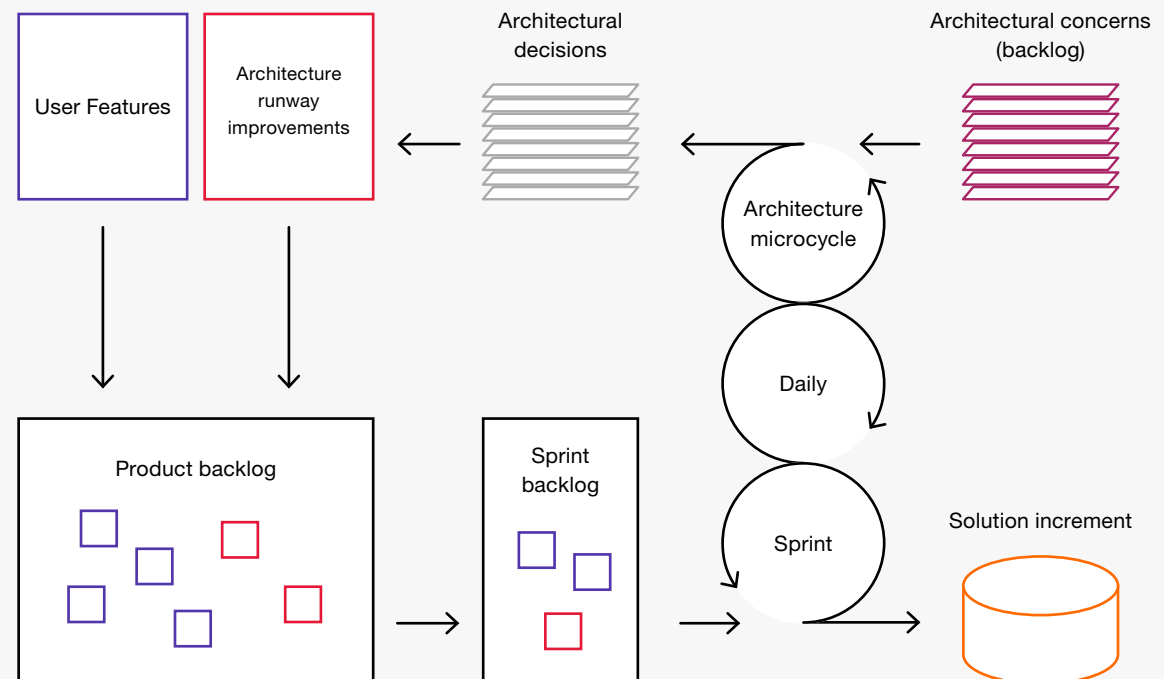 User Features
Architecture
runway
improvements
Architectural
decisions
Architectural concerns
(backlog)
Architecture
microcycle
Daily
Product backlog
Sprint
backlog
Sprint
Solution increment